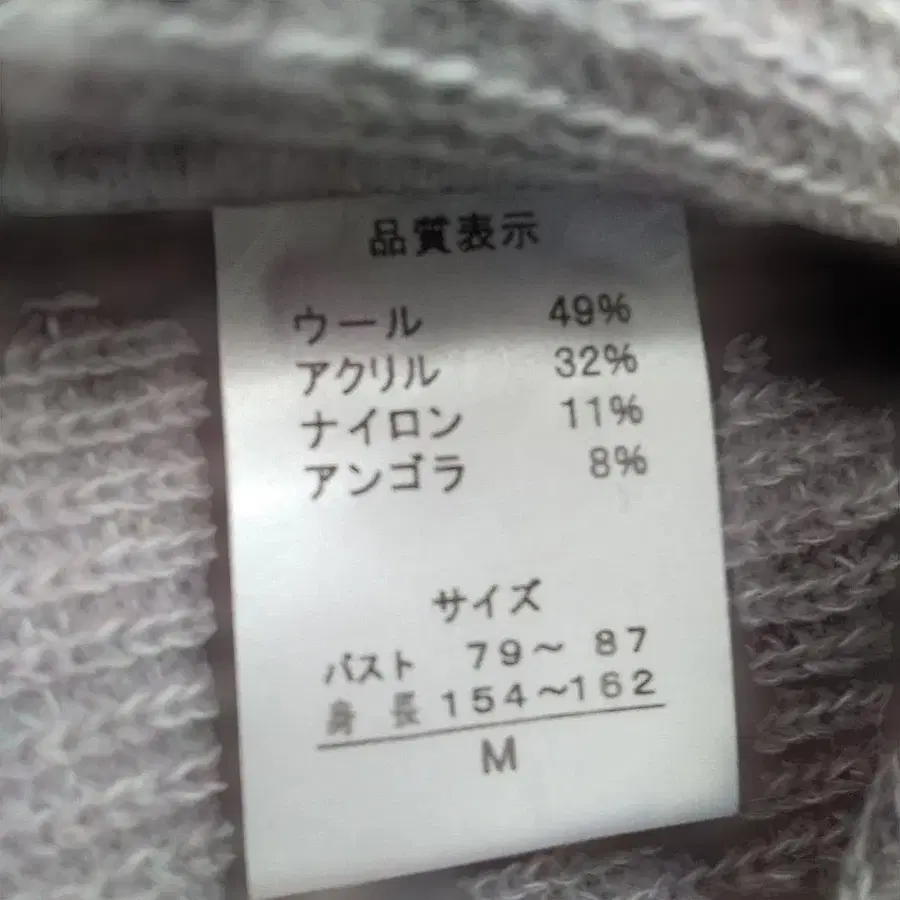 品質表示
ウール 49%
アクリル 32%
ナイロン 11%
アンゴラ 8%
サイズ
バスト 79～87
身長 154～162
M